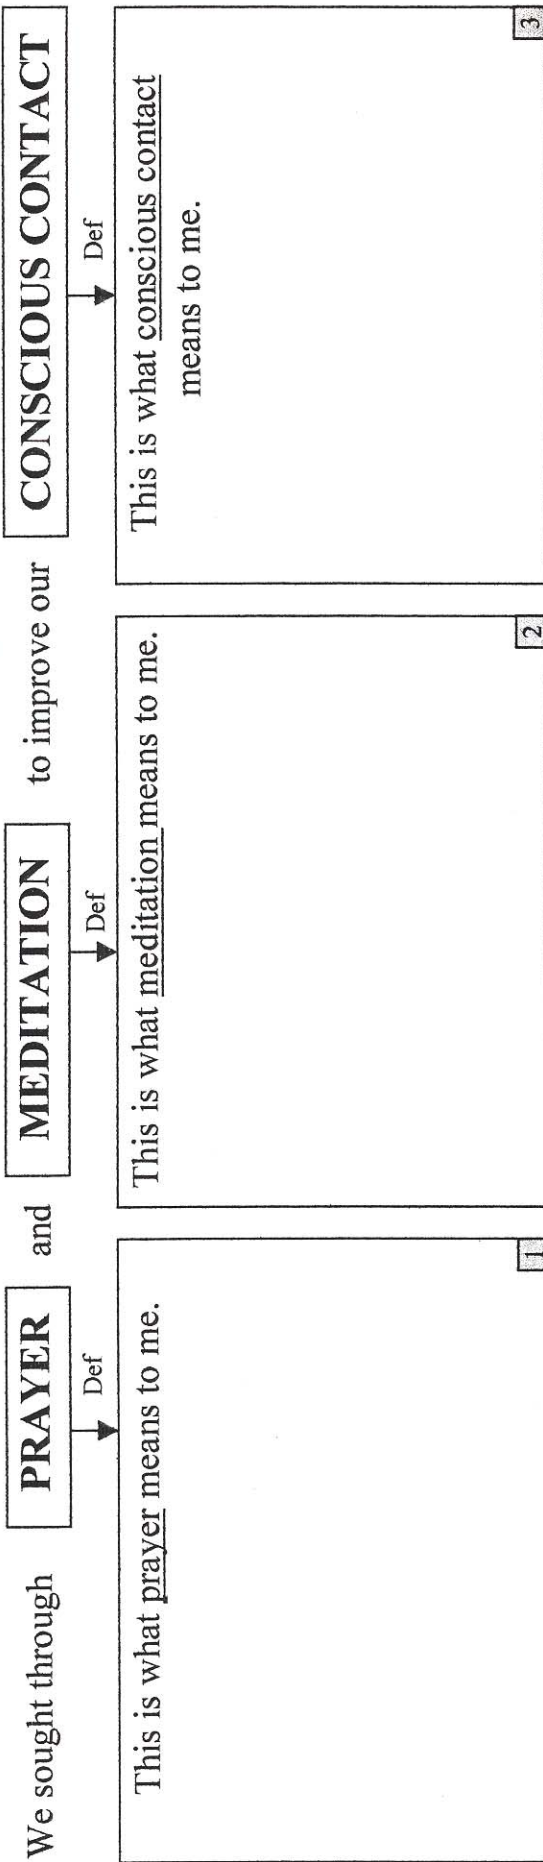 We sought through PRAYER and MEDITATION to improve our CONSCIOUS CONTACT
Def Def Def
This is what prayer means to me.
1
This is what meditation means to me.
2
This is what conscious contact
means to me.
3